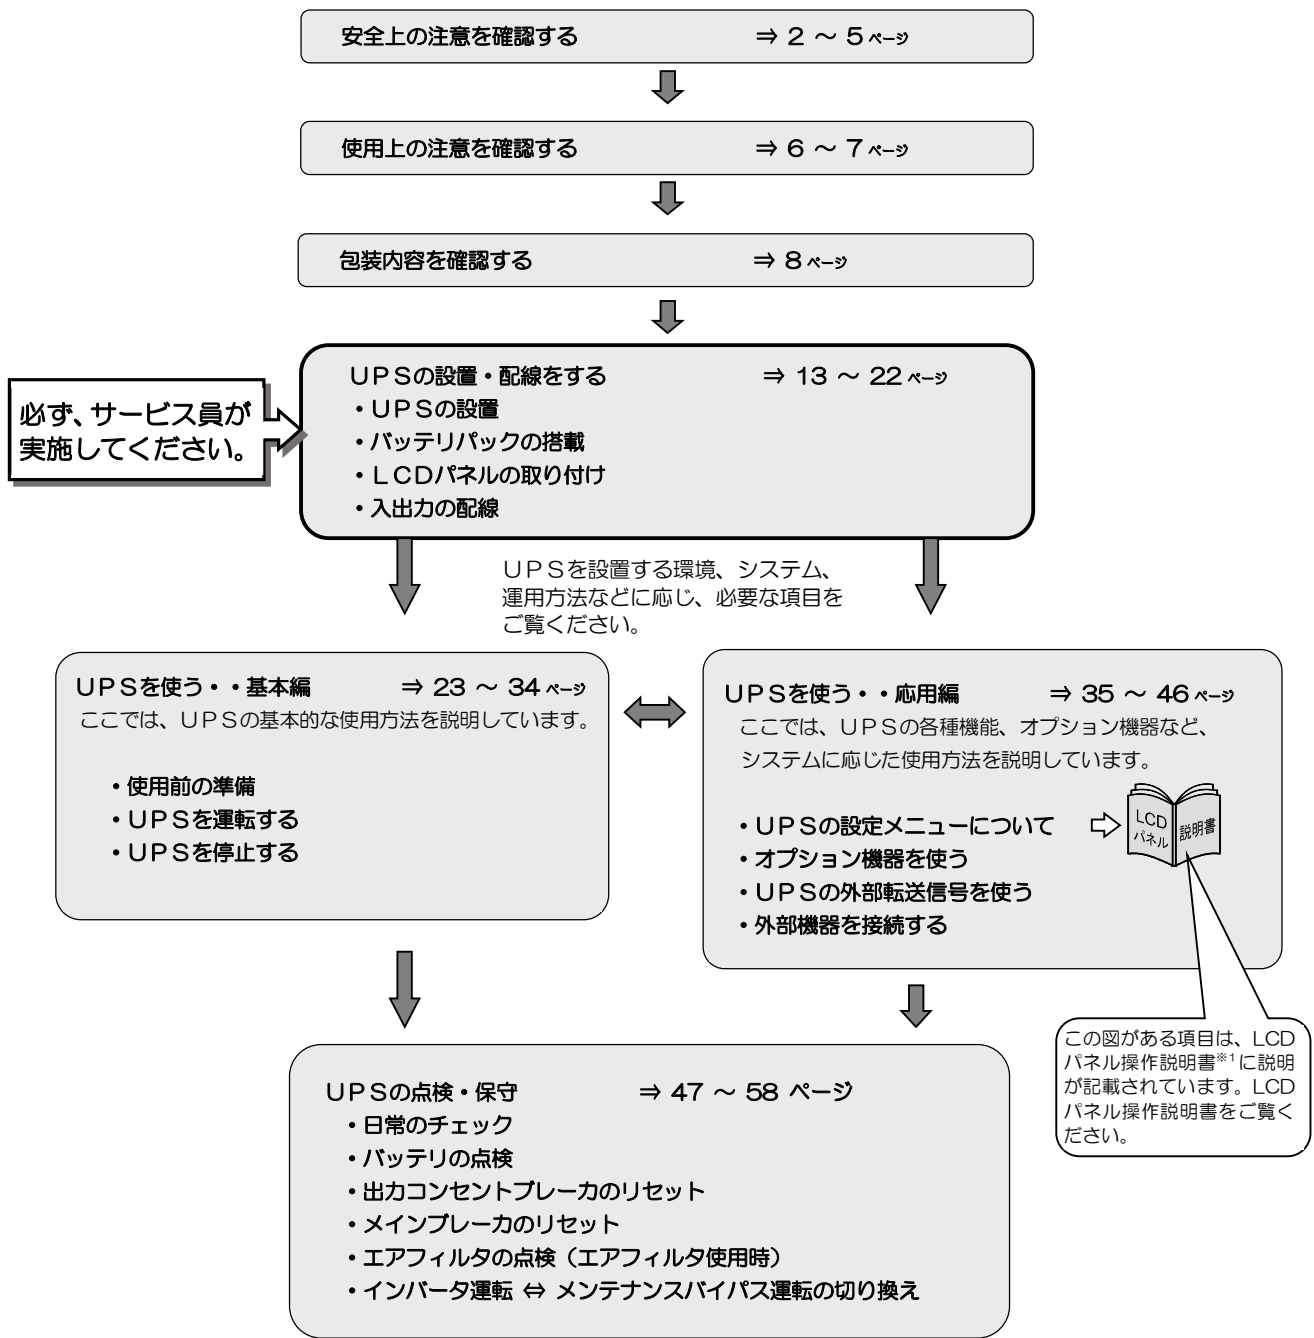 安全上の注意を確認する ⇒ 2 ～ 5 ページ
使用上の注意を確認する ⇒ 6 ～ 7 ページ
包装内容を確認する ⇒ 8 ページ
必ず、サービス員が
実施してください。
UPSの設置・配線をする ⇒ 13 ～ 22 ページ
・UPSの設置
・バッテリパックの搭載
・LCDパネルの取り付け
・入出力の配線
UPSを設置する環境、システム、
運用方法などに応じ、必要な項目を
ご覧ください。
UPSを使う・・基本編 ⇒ 23 ～ 34 ページ
ここでは、UPSの基本的な使用方法を説明しています。
・使用前の準備
・UPSを運転する
・UPSを停止する
UPSを使う・・応用編 ⇒ 35 ～ 46 ページ
ここでは、UPSの各種機能、オプション機器など、
システムに応じた使用方法を説明しています。
・UPSの設定メニューについて
・オプション機器を使う
・UPSの外部転送信号を使う
・外部機器を接続する
LCD
パネル
説明書
この図がある項目は、LCD
パネル操作説明書※1に説明
が記載されています。LCD
パネル操作説明書をご覧く
ださい。
UPSの点検・保守 ⇒ 47 ～ 58 ページ
・日常のチェック
・バッテリの点検
・出力コンセントブレーカのリセット
・メインブレーカのリセット
・エアフィルタの点検（エアフィルタ使用時）
・インバータ運転 ⇔ メンテナンスバイパス運転の切り換え